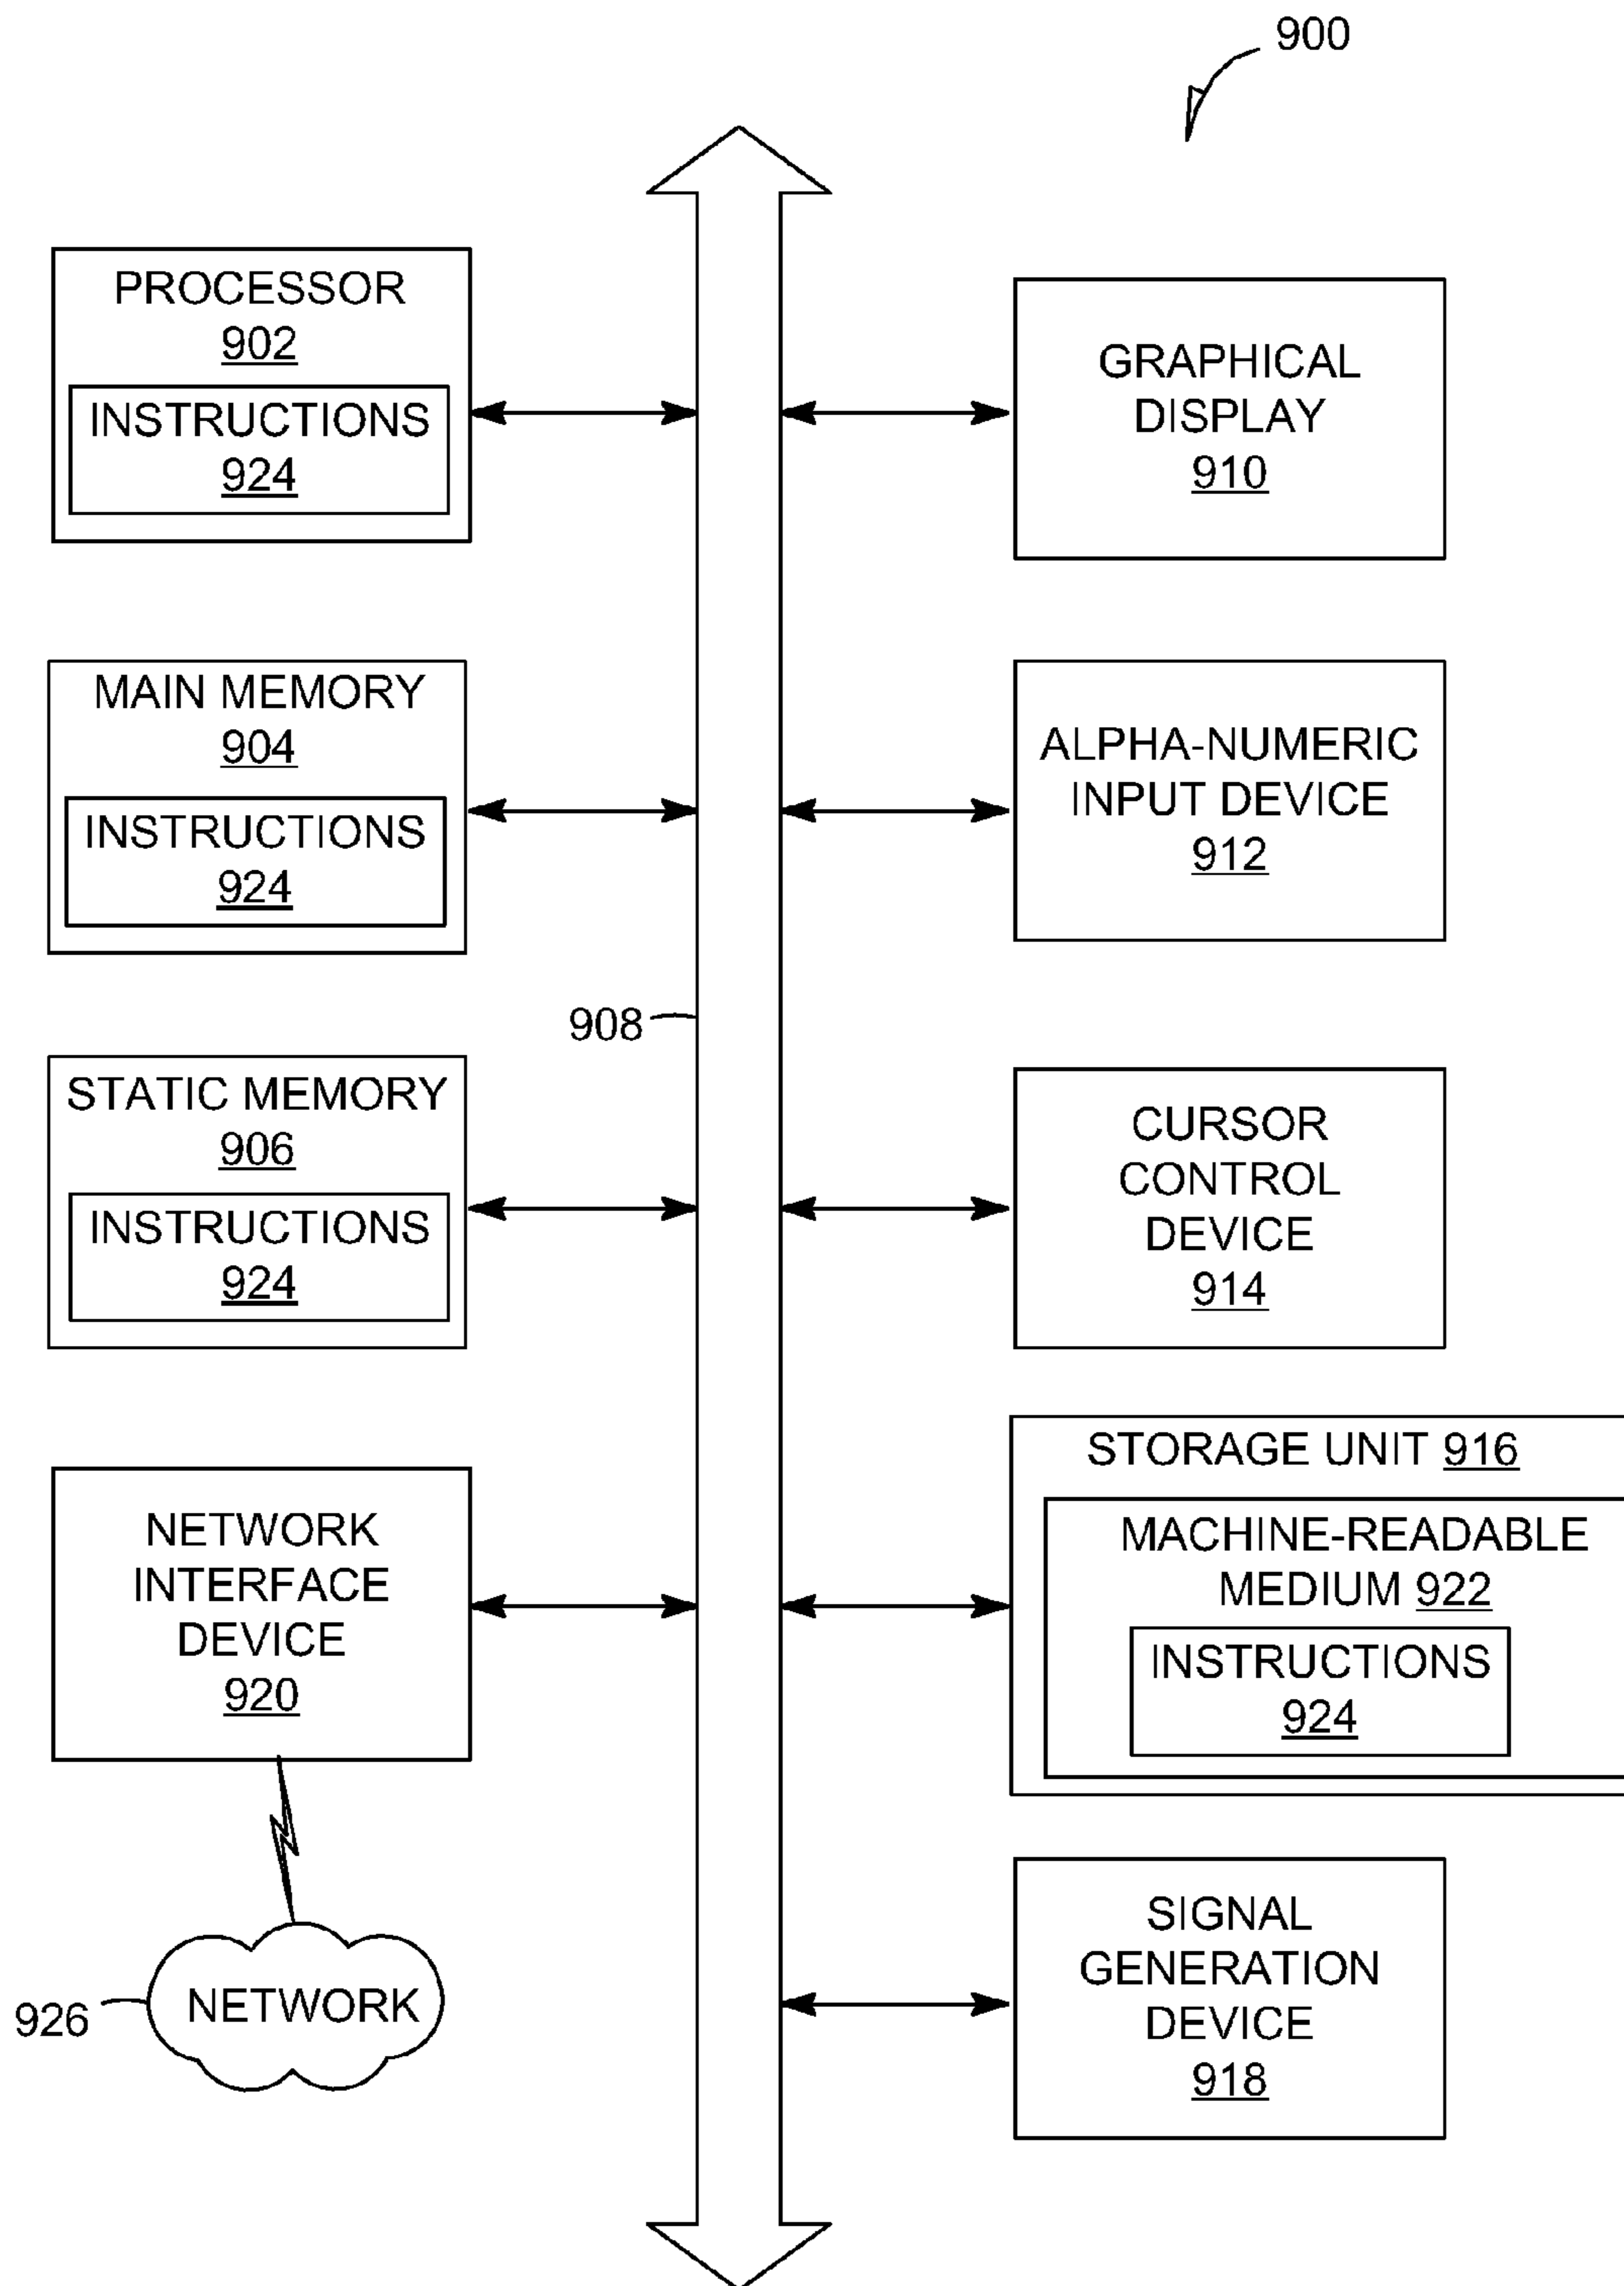 900
PROCESSOR
902
INSTRUCTIONS
924
MAIN MEMORY
904
INSTRUCTIONS
924
908
STATIC MEMORY
906
INSTRUCTIONS
924
NETWORK
INTERFACE
DEVICE
920
926
NETWORK
GRAPHICAL
DISPLAY
910
ALPHA-NUMERIC
INPUT DEVICE
912
CURSOR
CONTROL
DEVICE
914
STORAGE UNIT 916
MACHINE-READABLE
MEDIUM 922
INSTRUCTIONS
924
SIGNAL
GENERATION
DEVICE
918